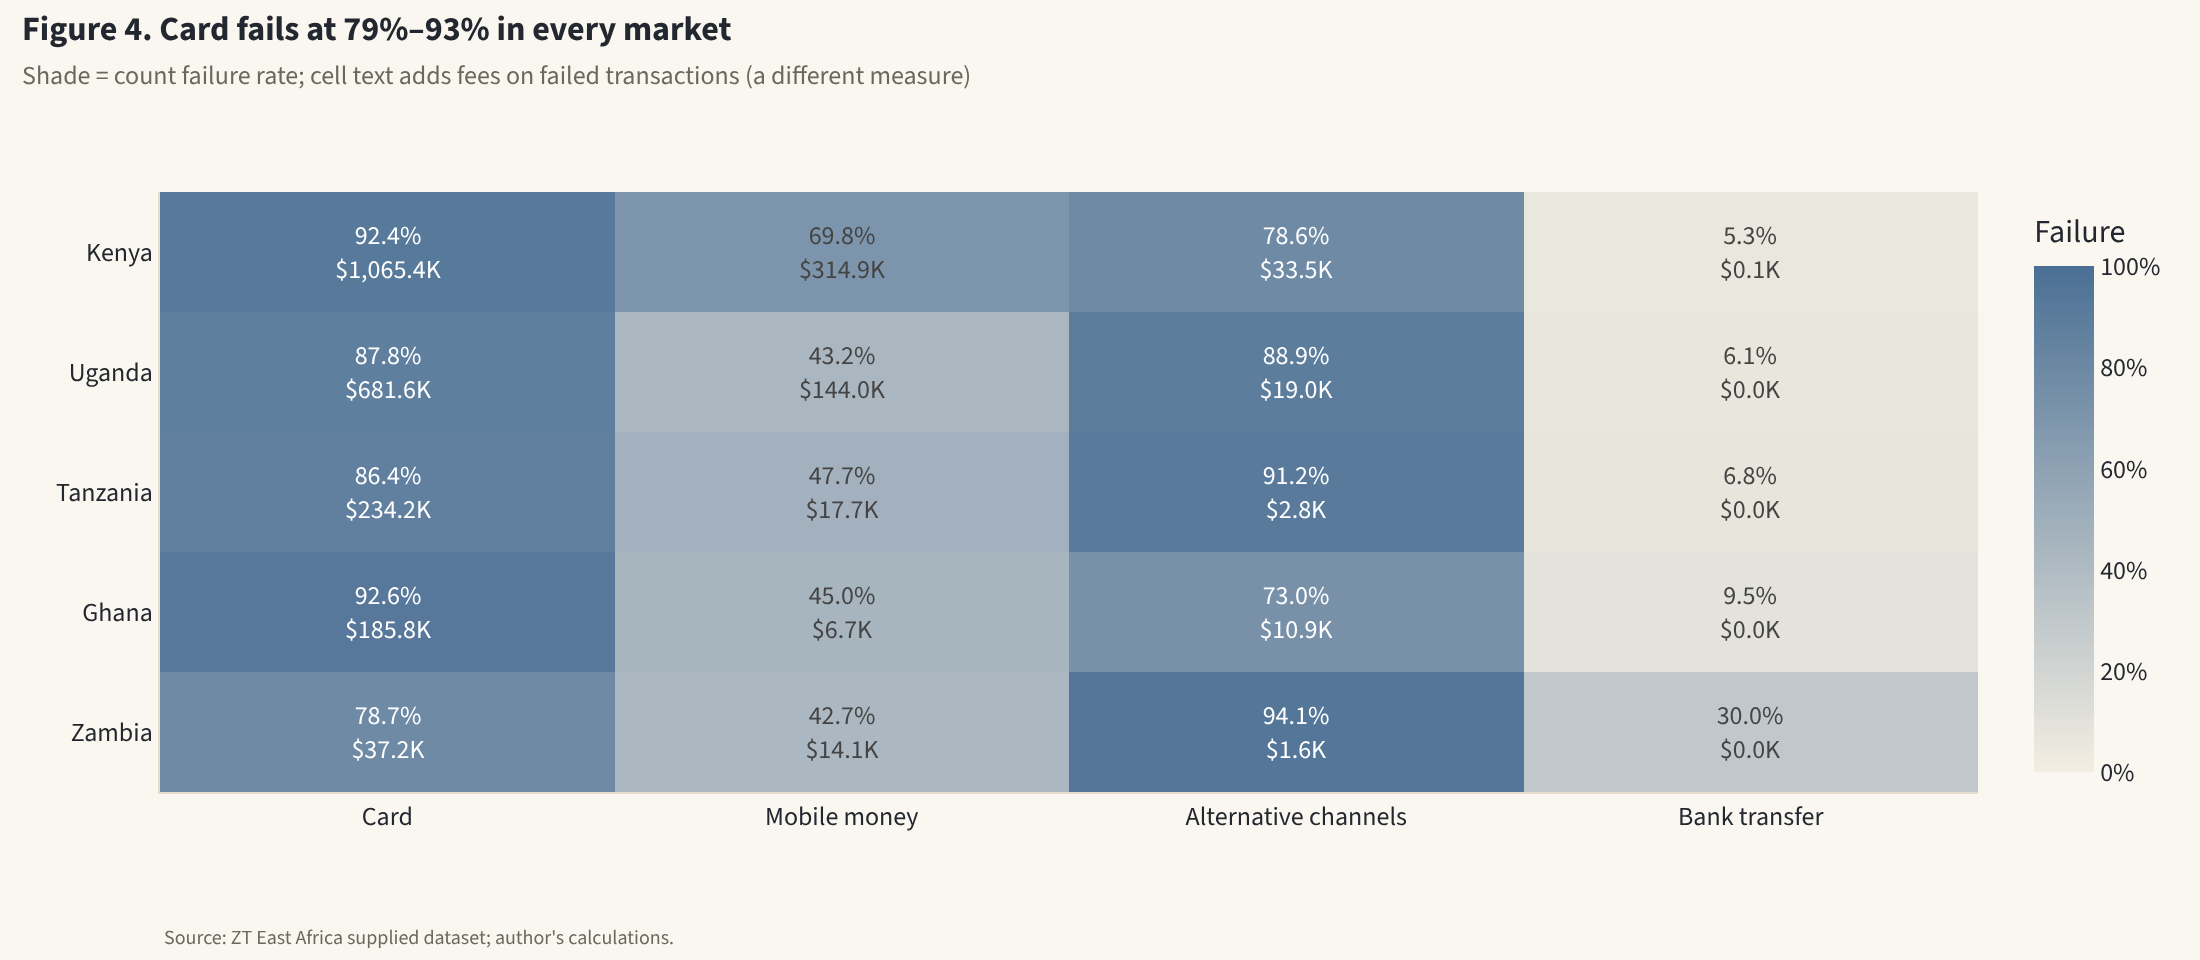 Figure 4. Card fails at 79%–93% in every market
Shade = count failure rate; cell text adds fees on failed transactions (a different measure)
Failure
100%
80%
60%
40%
20%
0%
Kenya
92.4%
$1,065.4K
69.8%
$314.9K
78.6%
$33.5K
5.3%
$0.1K
Uganda
87.8%
$681.6K
43.2%
$144.0K
88.9%
$19.0K
6.1%
$0.0K
Tanzania
86.4%
$234.2K
47.7%
$17.7K
91.2%
$2.8K
6.8%
$0.0K
Ghana
92.6%
$185.8K
45.0%
$6.7K
73.0%
$10.9K
9.5%
$0.0K
Zambia
78.7%
$37.2K
42.7%
$14.1K
94.1%
$1.6K
30.0%
$0.0K
Card
Mobile money
Alternative channels
Bank transfer
Source: ZT East Africa supplied dataset; author's calculations.